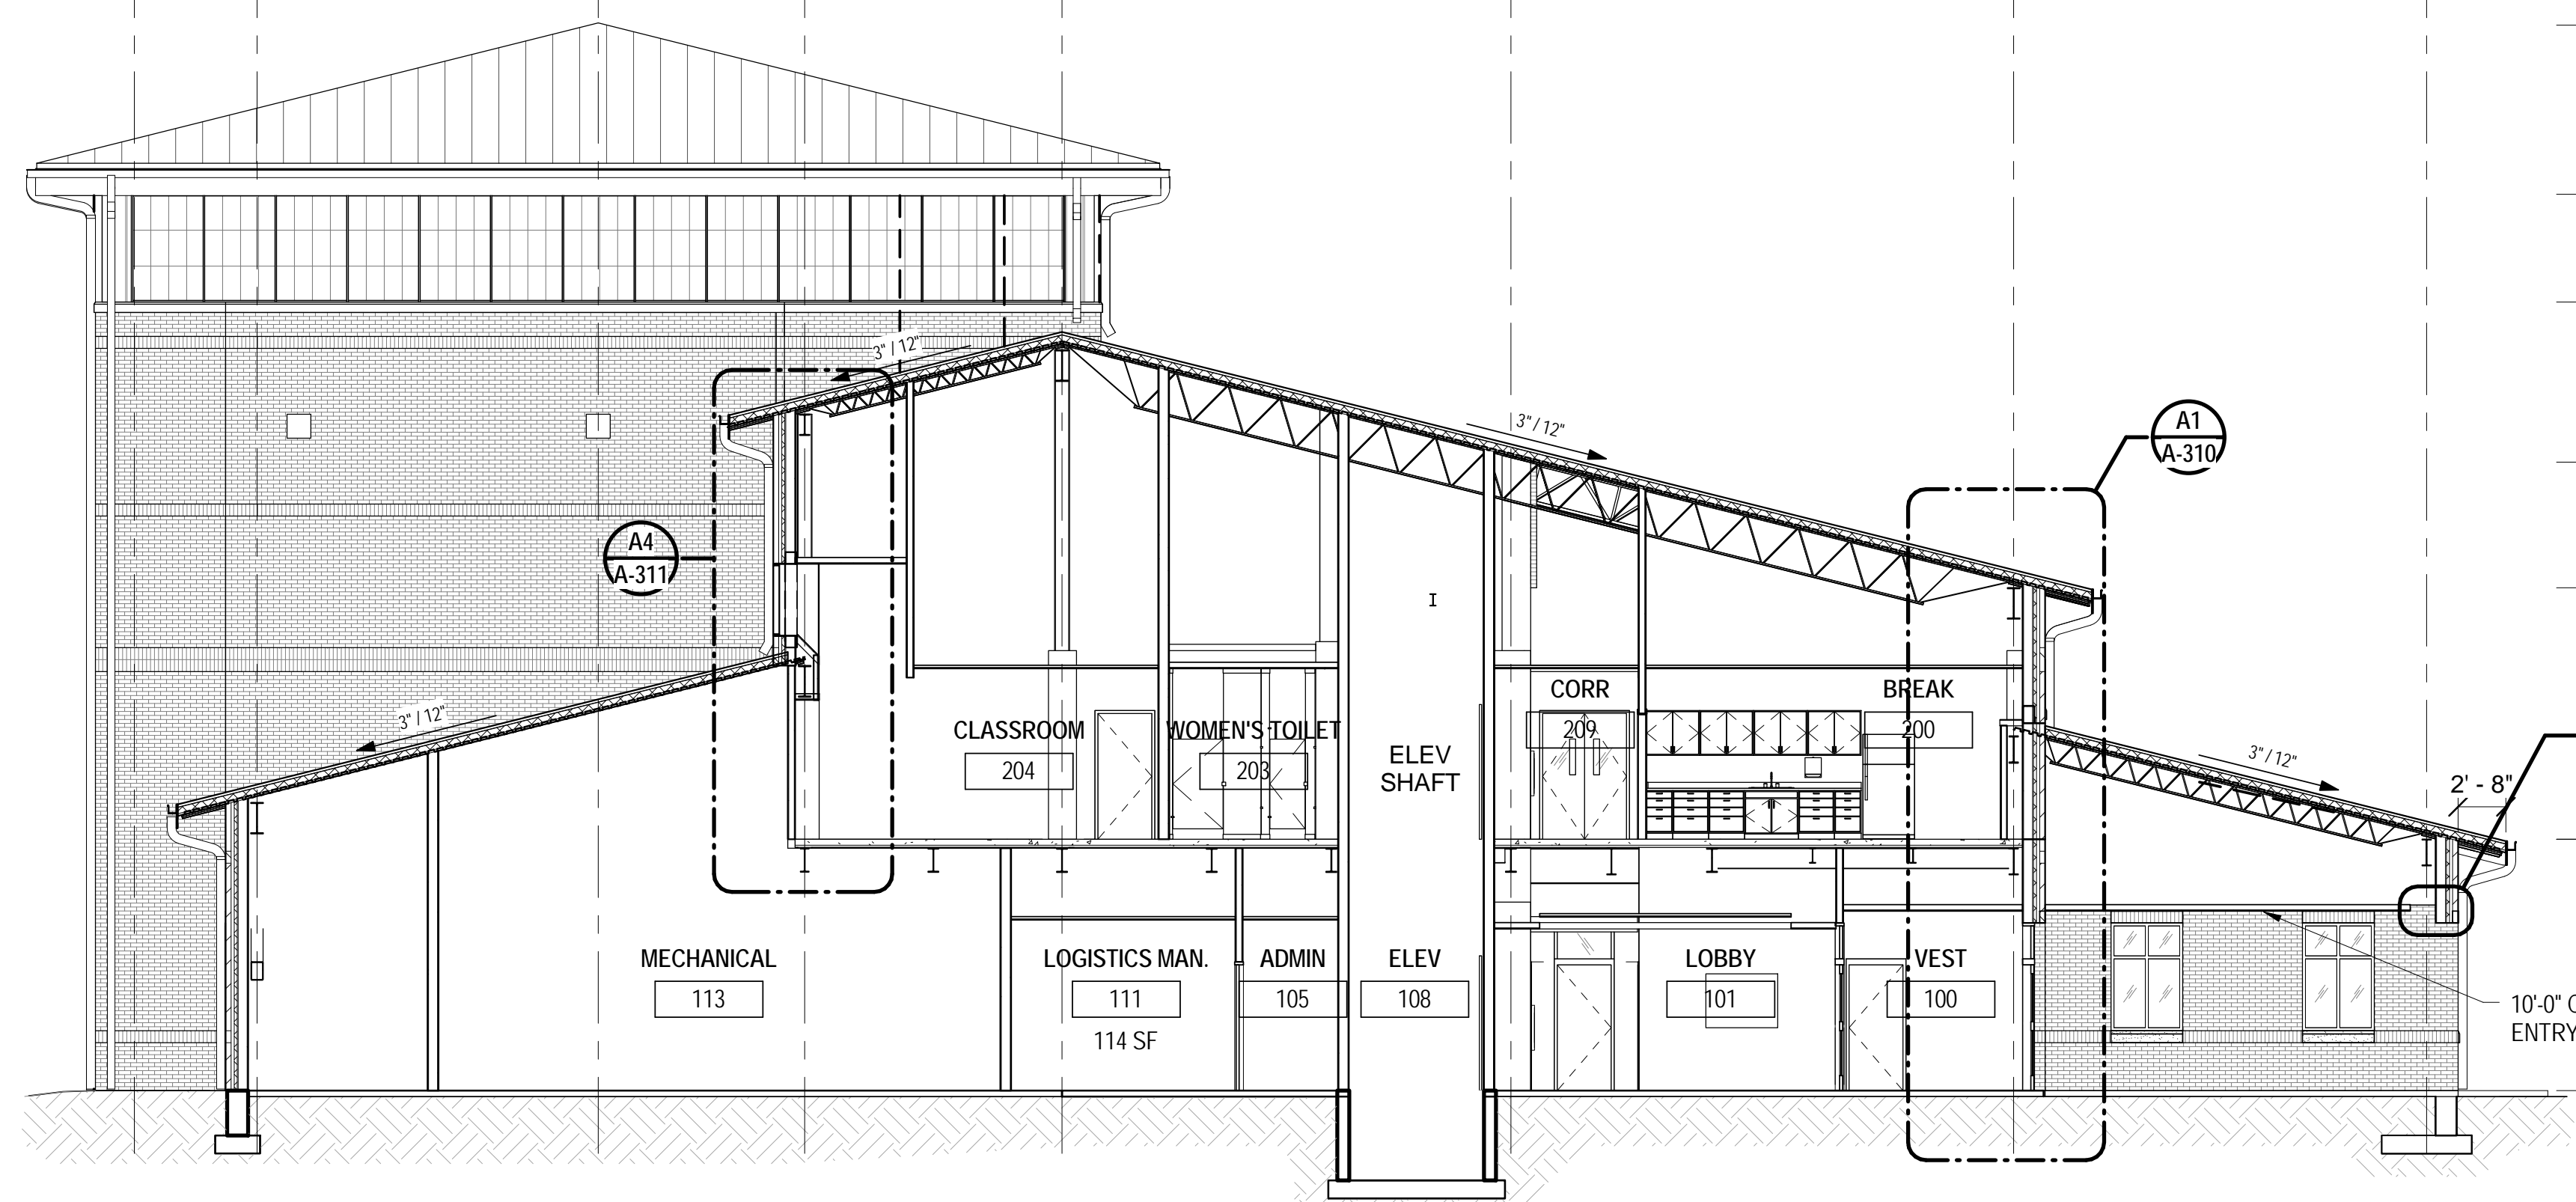 3" / 12"
3" / 12"
A1
A-310
A4
A-311
CORR
209
BREAK
200
CLASSROOM
204
WOMEN'S TOILET
203
ELEV
SHAFT
3" / 12"
3" / 12"
2' - 8"
MECHANICAL
113
LOGISTICS MAN.
111
114 SF
ADMIN
105
ELEV
108
LOBBY
101
VEST
100
10'-0"
ENTRY